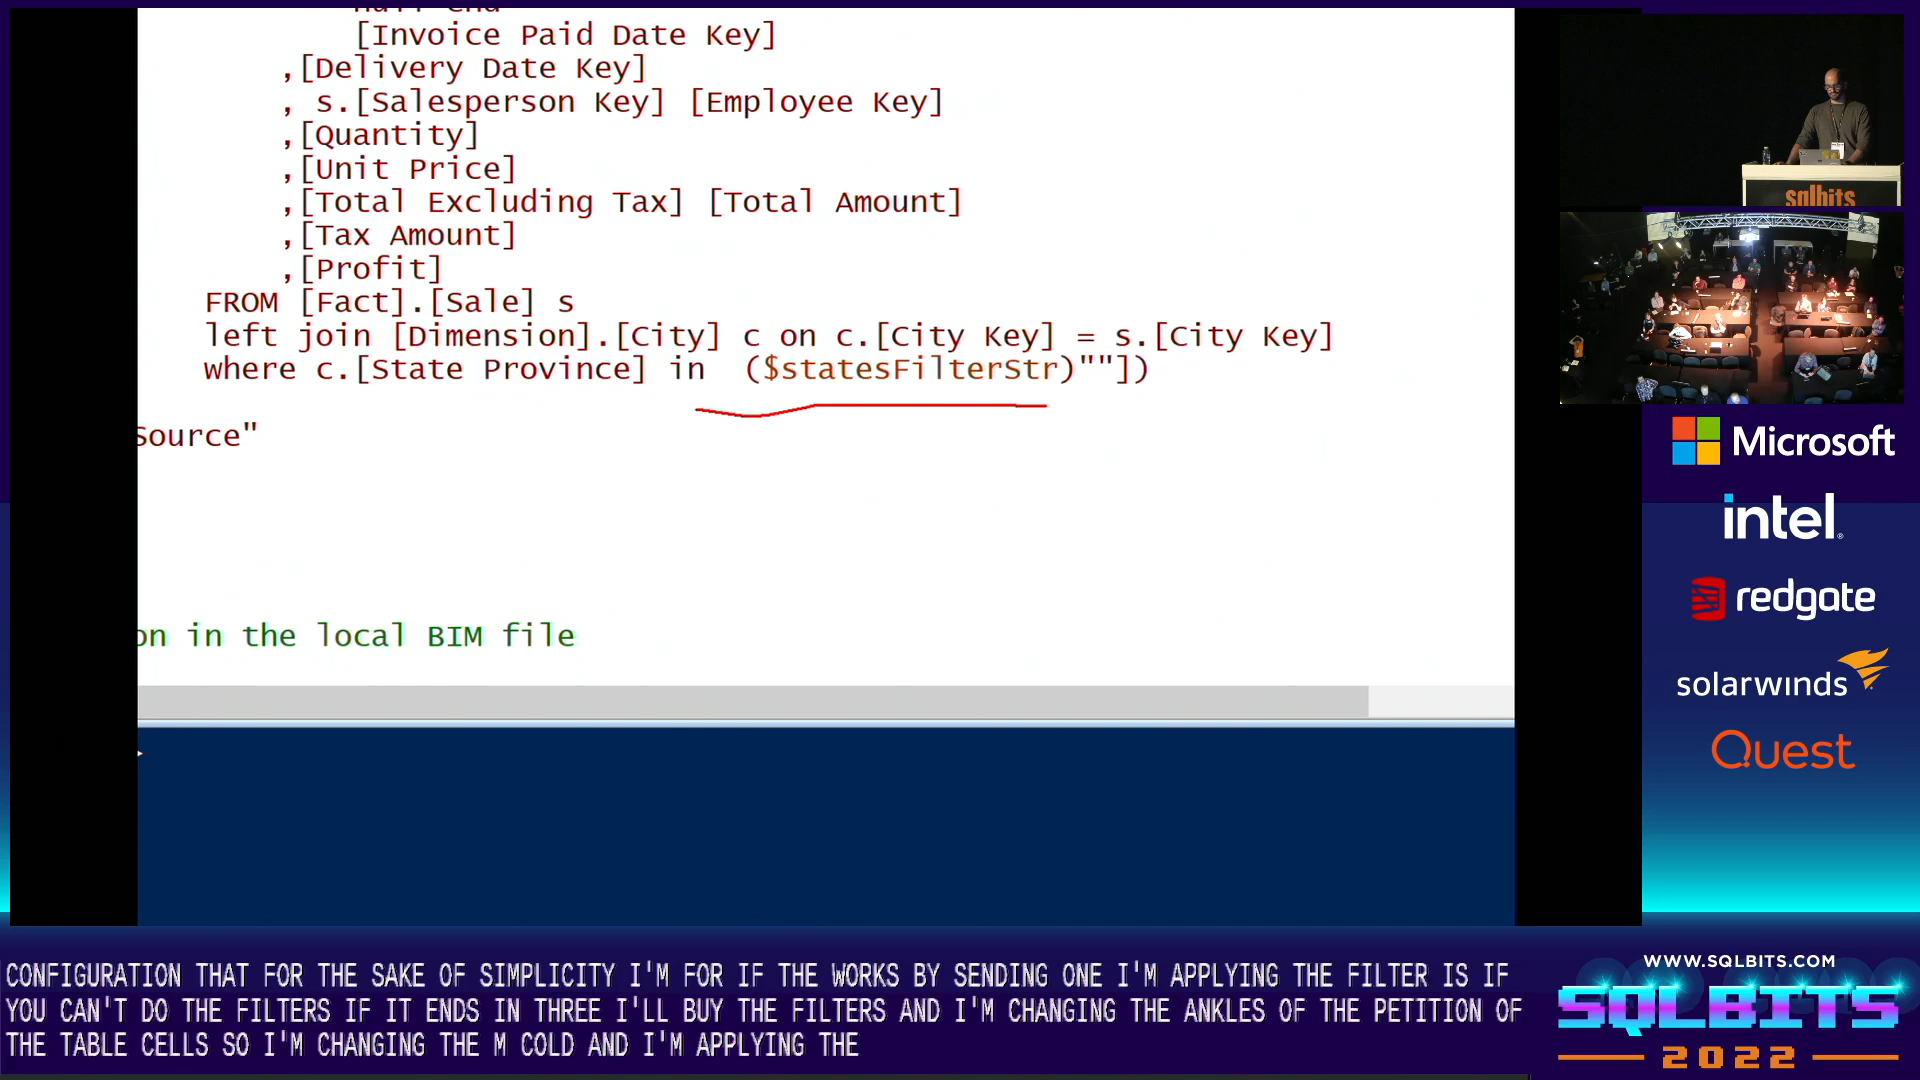 [Invoice Paid Date Key]
,[Delivery Date Key]
, s.[Salesperson Key] [Employee Key]
,[Quantity]
,[Unit Price]
,[Total Excluding Tax] [Total Amount]
,[Tax Amount]
,[Profit]
FROM [Fact].[Sale] s
left join [Dimension].[City] c on c.[City Key] = s.[City Key]
where c.[State Province] in  ($statesFilterStr)""])
Source"
on in the local BIM file
sqlbits
Microsoft
intel.
redgate
solarwinds
Quest
CONFIGURATION THAT FOR THE SAKE OF SIMPLICITY I'M FOR IF THE WORKS BY SENDING ONE I'M APPLYING THE FILTER IS IF
YOU CAN'T DO THE FILTERS IF IT ENDS IN THREE I'LL BUY THE FILTERS AND I'M CHANGING THE ANKLES OF THE PETITION OF
THE TABLE CELLS SO I'M CHANGING THE M COLD AND I'M APPLYING THE
WWW.SQLBITS.COM
SQLBITS
2022